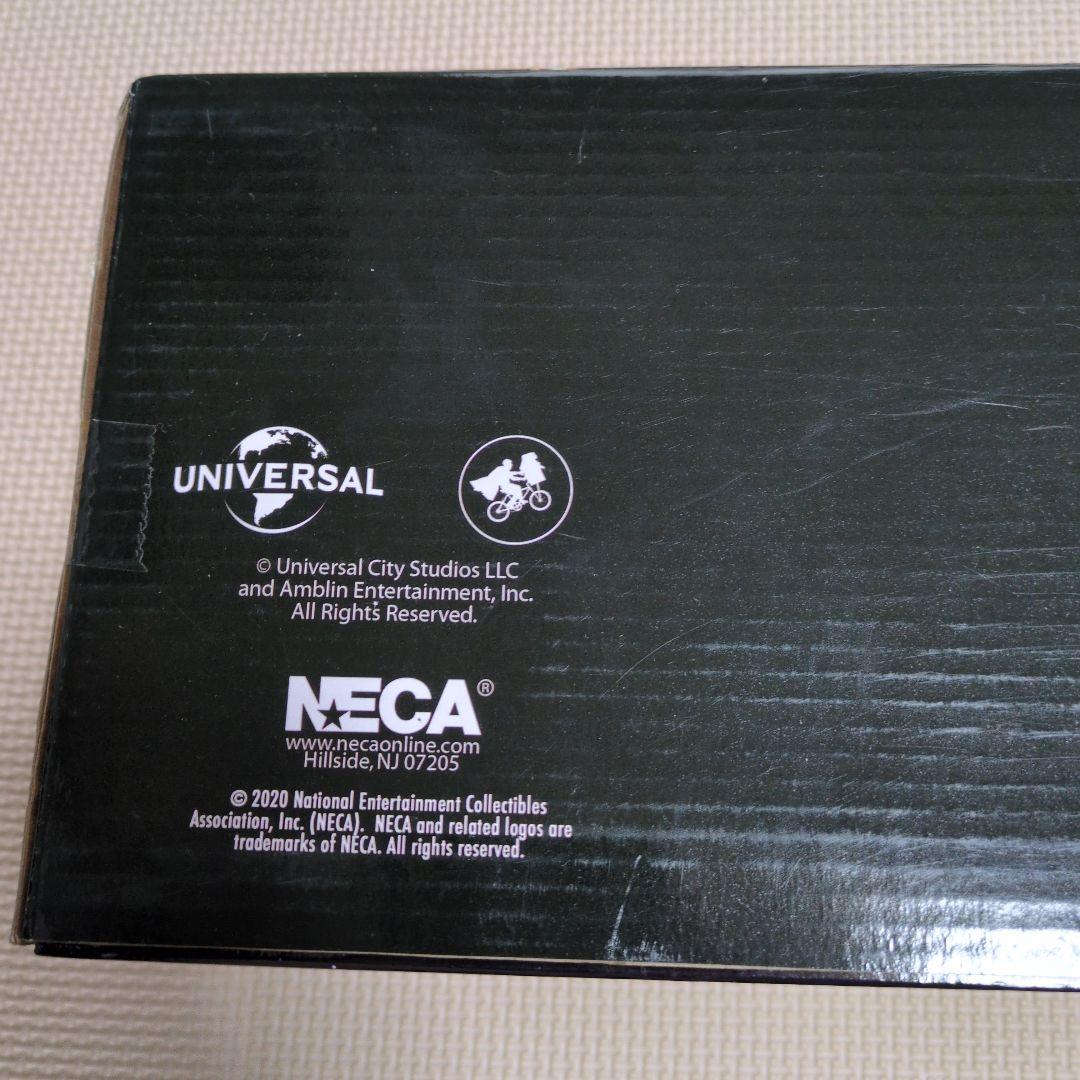 UNIVERSAL
© Universal City Studios LLC
and Amblin Entertainment, Inc.
All Rights Reserved.
NECA®
www.necaonline.com
Hillside, NJ 07205
© 2020 National Entertainment Collectibles
Association, Inc. (NECA). NECA and related logos are
trademarks of NECA. All rights reserved.